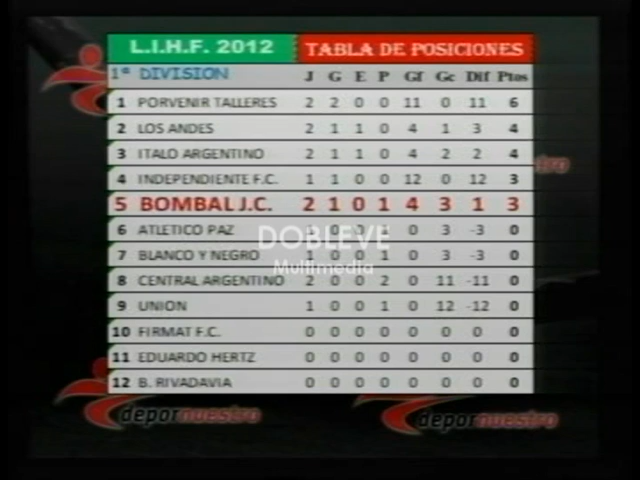 L.I.H.F. 2012 TABLA DE POSICIONES
1ª DIVISION J G E P Gf Gc Dif Ptos
1 PORVENIR TALLERES 2 2 0 0 11 0 11 6
2 LOS ANDES 2 1 1 0 4 1 3 4
3 ITALO ARGENTINO 2 1 1 0 4 2 2 4
4 INDEPENDIENTE F.C. 1 1 0 0 12 0 12 3
5 BOMBAL J.C. 2 1 0 1 4 3 1 3
6 ATLETICO PAZ 1 0 0 1 0 3 -3 0
DOBLEVE
7 BLANCO Y NEGRO 1 0 0 1 0 3 -3 0
Multimedia
8 CENTRAL ARGENTINO 2 0 0 2 0 11 -11 0
9 UNION 1 0 0 1 0 12 -12 0
10 FIRMAT F.C. 0 0 0 0 0 0 0 0
11 EDUARDO HERTZ 0 0 0 0 0 0 0 0
12 B. RIVADAVIA 0 0 0 0 0 0 0 0
depornuestro depornuestro